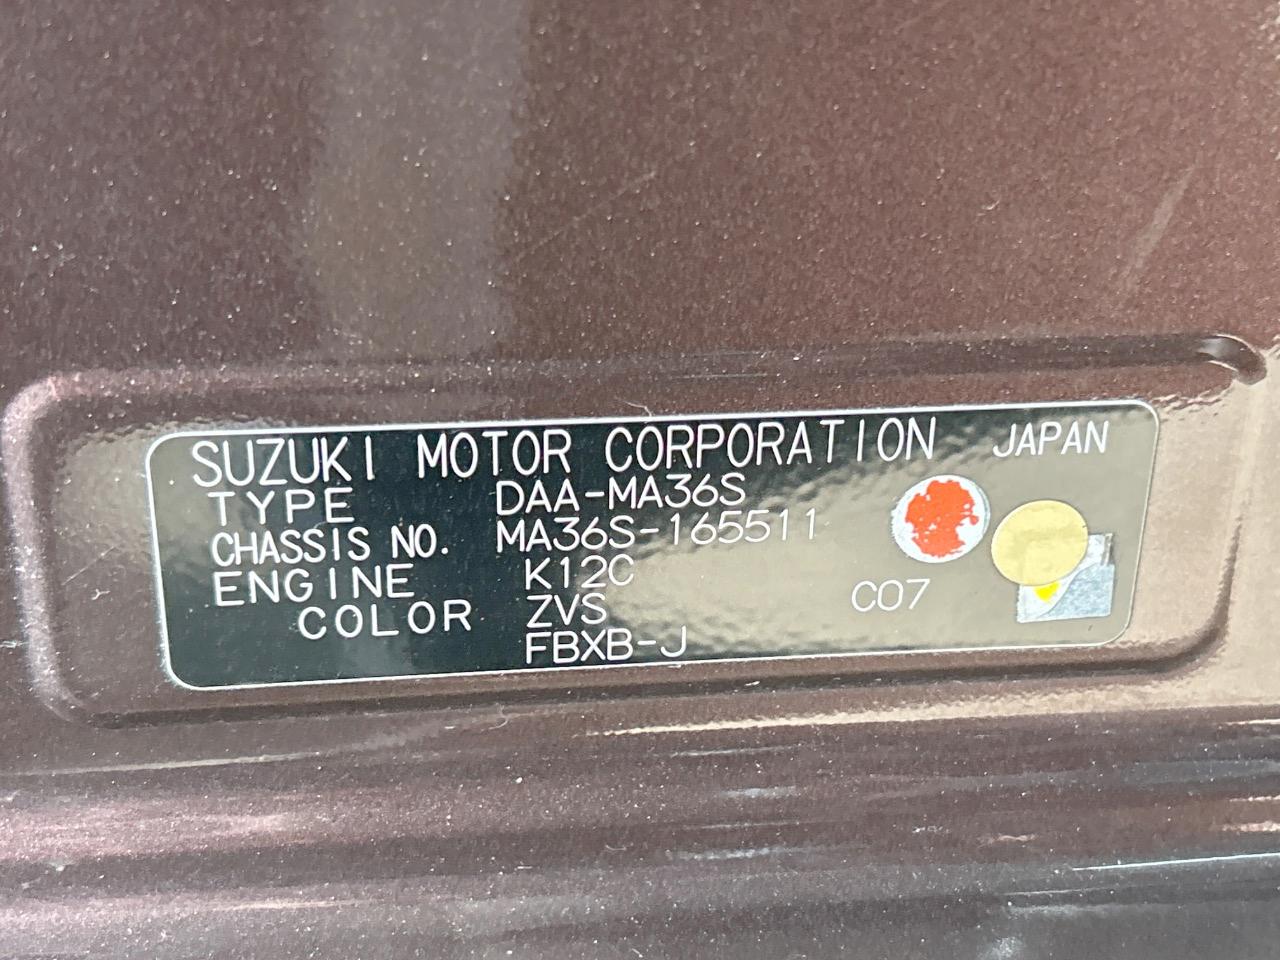 SUZUKI MOTOR CORPORATION JAPAN
TYPE DAA-MA36S
CHASSIS NO. MA36S-165511
ENGINE K12C
COLOR ZVS C07
FBXB-J